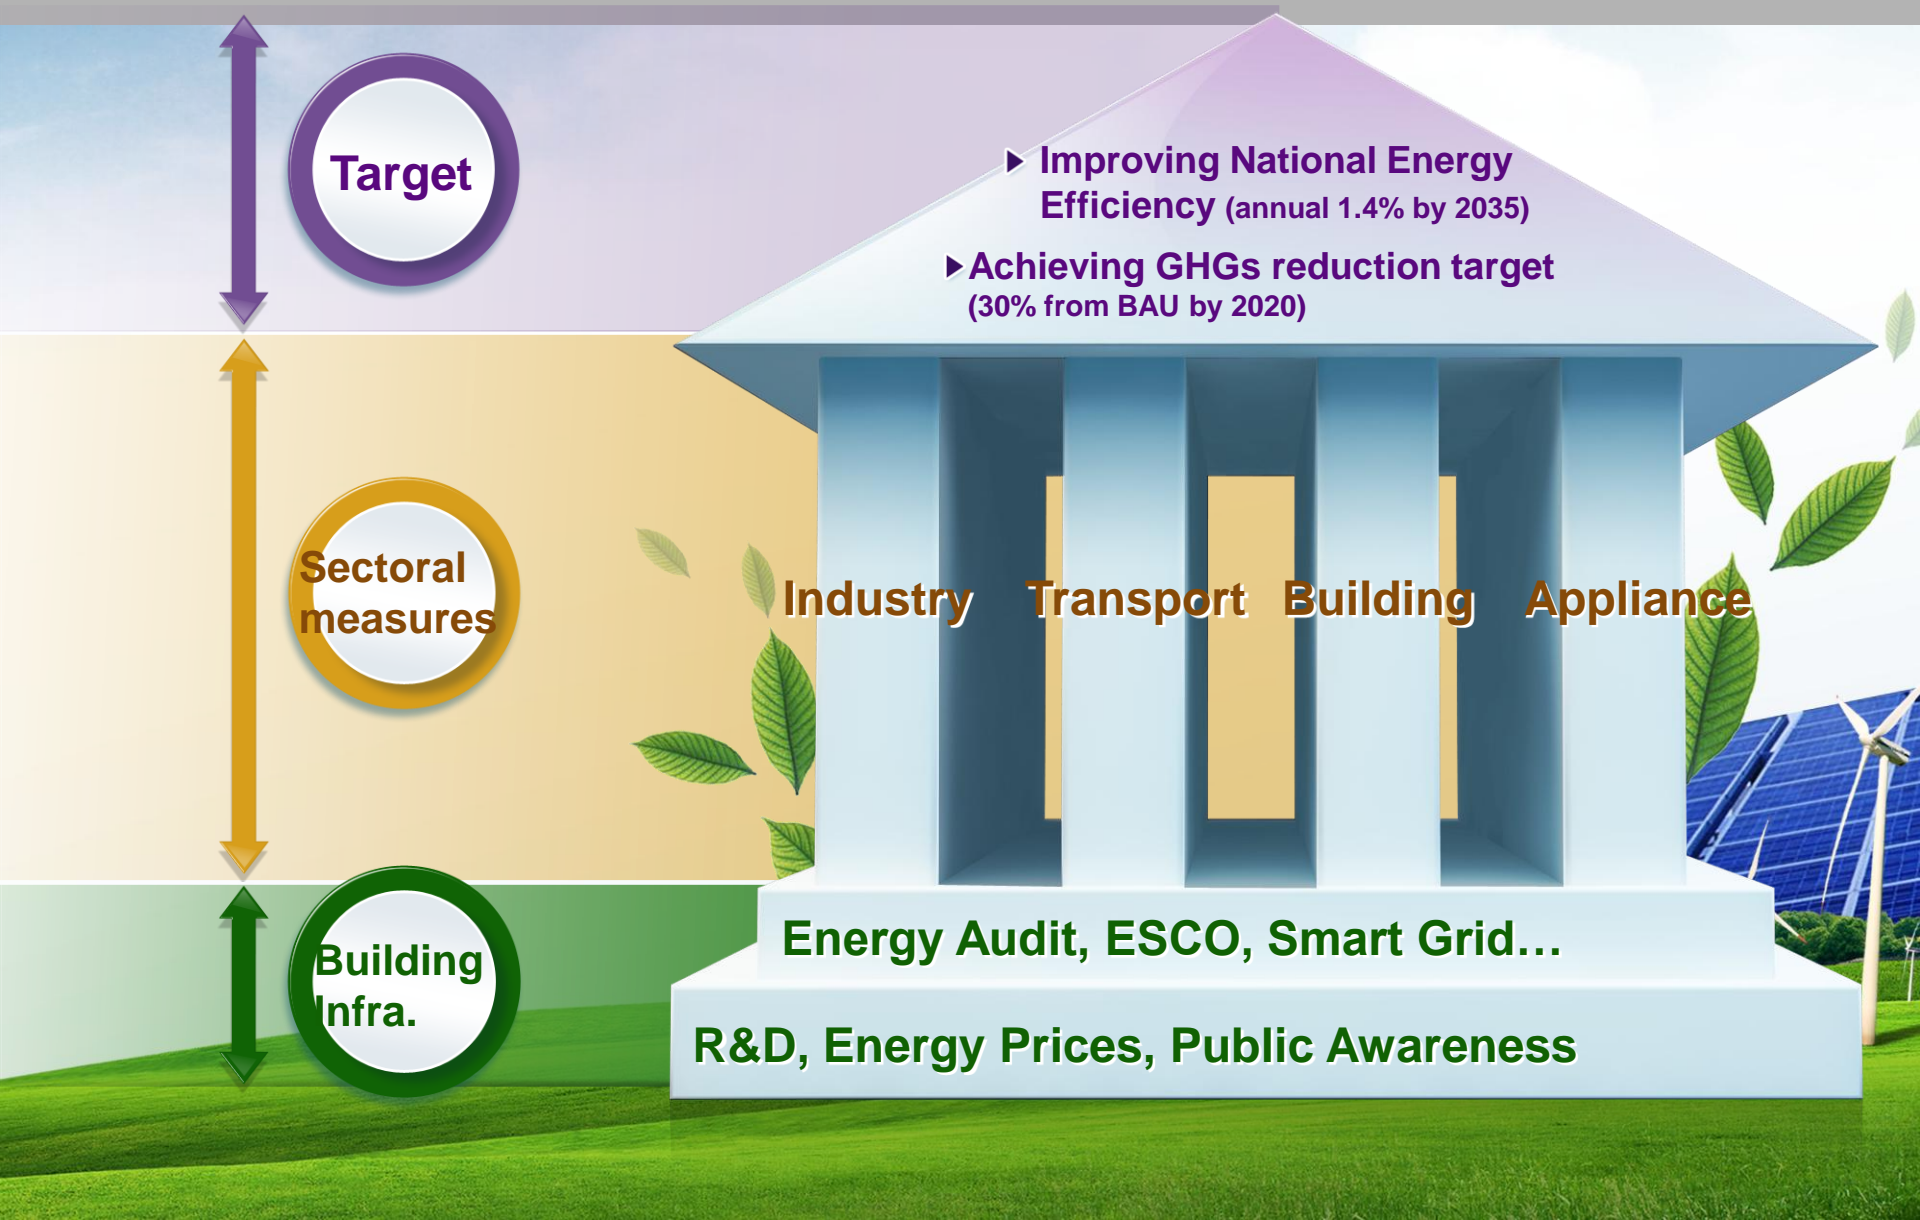 Target
Improving National Energy
Efficiency (annual 1.4% by 2035)
Achieving GHGs reduction target
(30% from BAU by 2020)
Sectoral
measures
Industry Transport Building Appliance
Building
Infra.
Energy Audit, ESCO, Smart Grid…
R&D, Energy Prices, Public Awareness